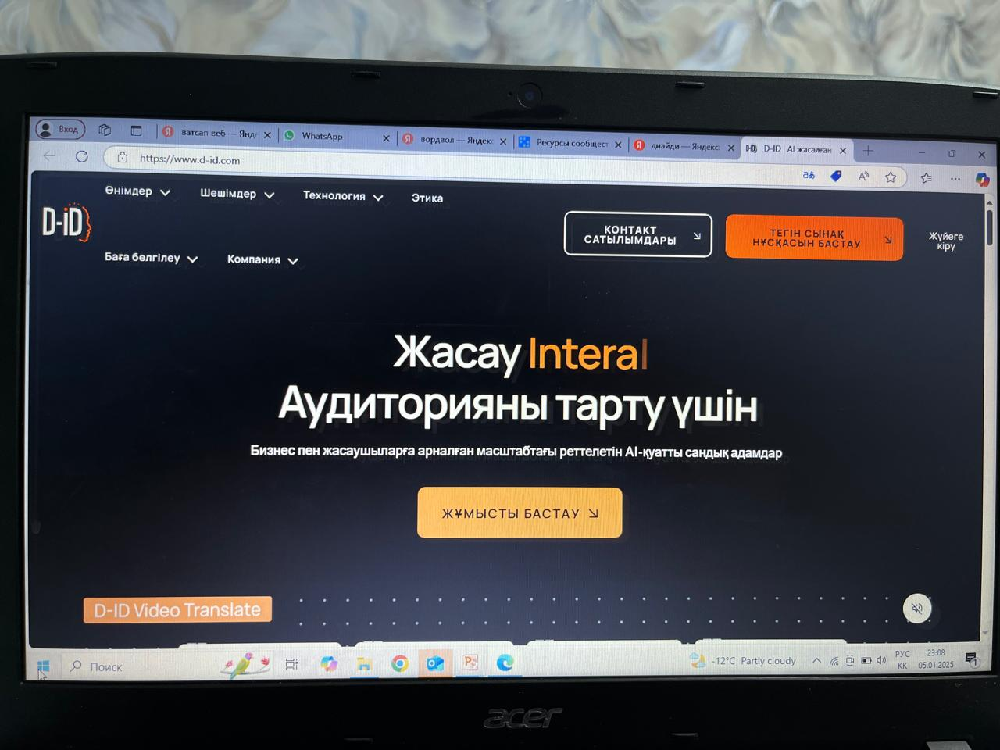 Вход
ватсап веб — Янде
WhatsApp
вордвол — Яндекс
Ресурсы сообщест
диайди — Яндекс:
D-ID | AI жасалған
https://www.d-id.com
Өнімдер
Шешімдер
Технология
Этика
D-iD
КОНТАКТ
САТЫЛЫМДАРЫ
ТЕГІН СЫНАҚ
НҰСҚАСЫН БАСТАУ
Жүйеге
кіру
Баға белгілеу
Компания
Жасау Interal
Аудиторияны тарту үшін
Бизнес пен жасаушыларға арналған масштабтағы реттелетін AI-қуатты сандық адамдар
ЖҰМЫСТЫ БАСТАУ
D-ID Video Translate
Поиск
-12°C Partly cloudy
РУС
КК
23:08
05.01.2025
acer